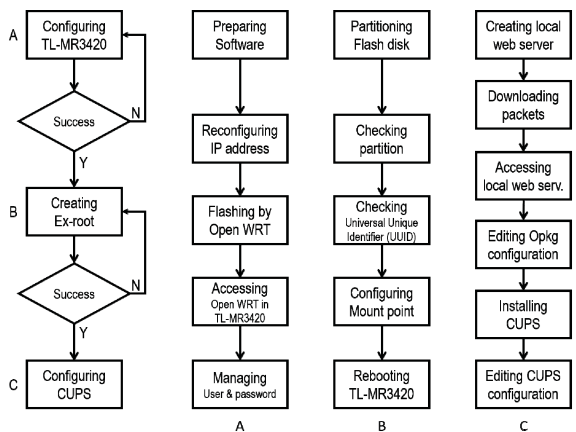 A
Configuring
TL-MR3420
Success
N
Y
B
Creating
Ex-root
Success
N
Y
C
Configuring
CUPS
Preparing
Software
Reconfiguring
IP address
Flashing by
Open WRT
Accessing
Open WRT in
TL-MR3420
Managing
User & password
A
Partitioning
Flash disk
Checking
partition
Checking
Universal Unique
Identifier (UUID)
Configuring
Mount point
Rebooting
TL-MR3420
B
Creating local
web server
Downloading
packets
Accessing
local web serv.
Editing Opkg
configuration
Installing
CUPS
Editing CUPS
configuration
C